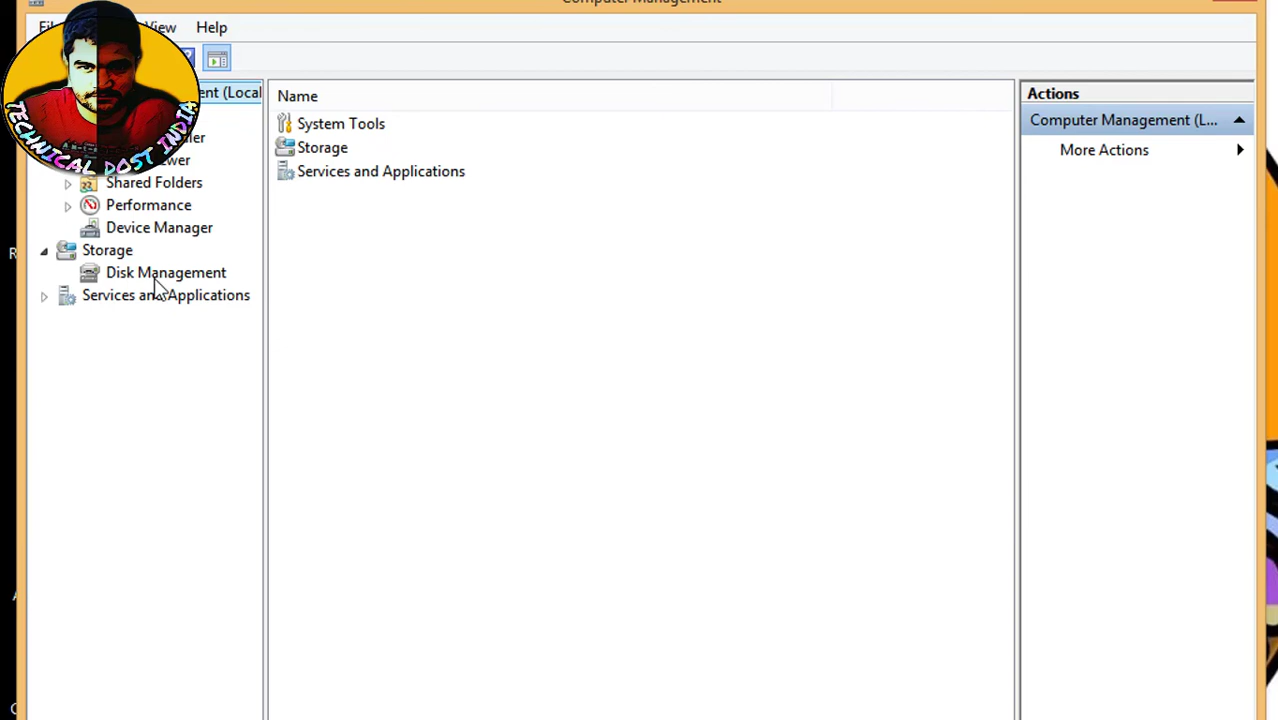 Computer Management
View Help
TECHNICAL DOST INDIA
ent (Local
Name
Actions
System Tools
Computer Management (L...
Storage
More Actions
Services and Applications
Shared Folders
Performance
Device Manager
Storage
Disk Management
Services and Applications